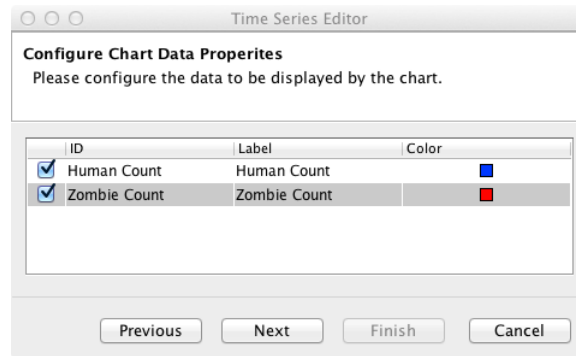 Time Series Editor
Configure Chart Data Properites
Please configure the data to be displayed by the chart.
ID Label Color
Human Count Human Count
Zombie Count Zombie Count
Previous Next Finish Cancel